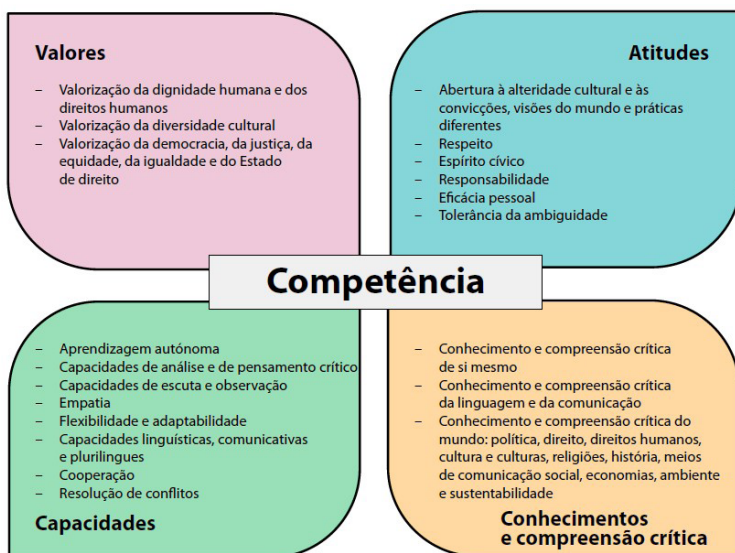 Valores
– Valorização da dignidade humana e dos
direitos humanos
– Valorização da diversidade cultural
– Valorização da democracia, da justiça, da
equidade, da igualdade e do Estado
de direito
Atitudes
– Abertura à alteridade cultural e às
convicções, visões do mundo e práticas
diferentes
– Respeito
– Espírito cívico
– Responsabilidade
– Eficácia pessoal
– Tolerância da ambiguidade
Competência
– Aprendizagem autónoma
– Capacidades de análise e de pensamento crítico
– Capacidades de escuta e observação
– Empatia
– Flexibilidade e adaptabilidade
– Capacidades linguísticas, comunicativas
e plurilingues
– Cooperação
– Resolução de conflitos
Capacidades
– Conhecimento e compreensão crítica
de si mesmo
– Conhecimento e compreensão crítica
da linguagem e da comunicação
– Conhecimento e compreensão crítica do
mundo: política, direito, direitos humanos,
cultura e culturas, religiões, história, meios
de comunicação social, economias, ambiente
e sustentabilidade
Conhecimentos
e compreensão crítica